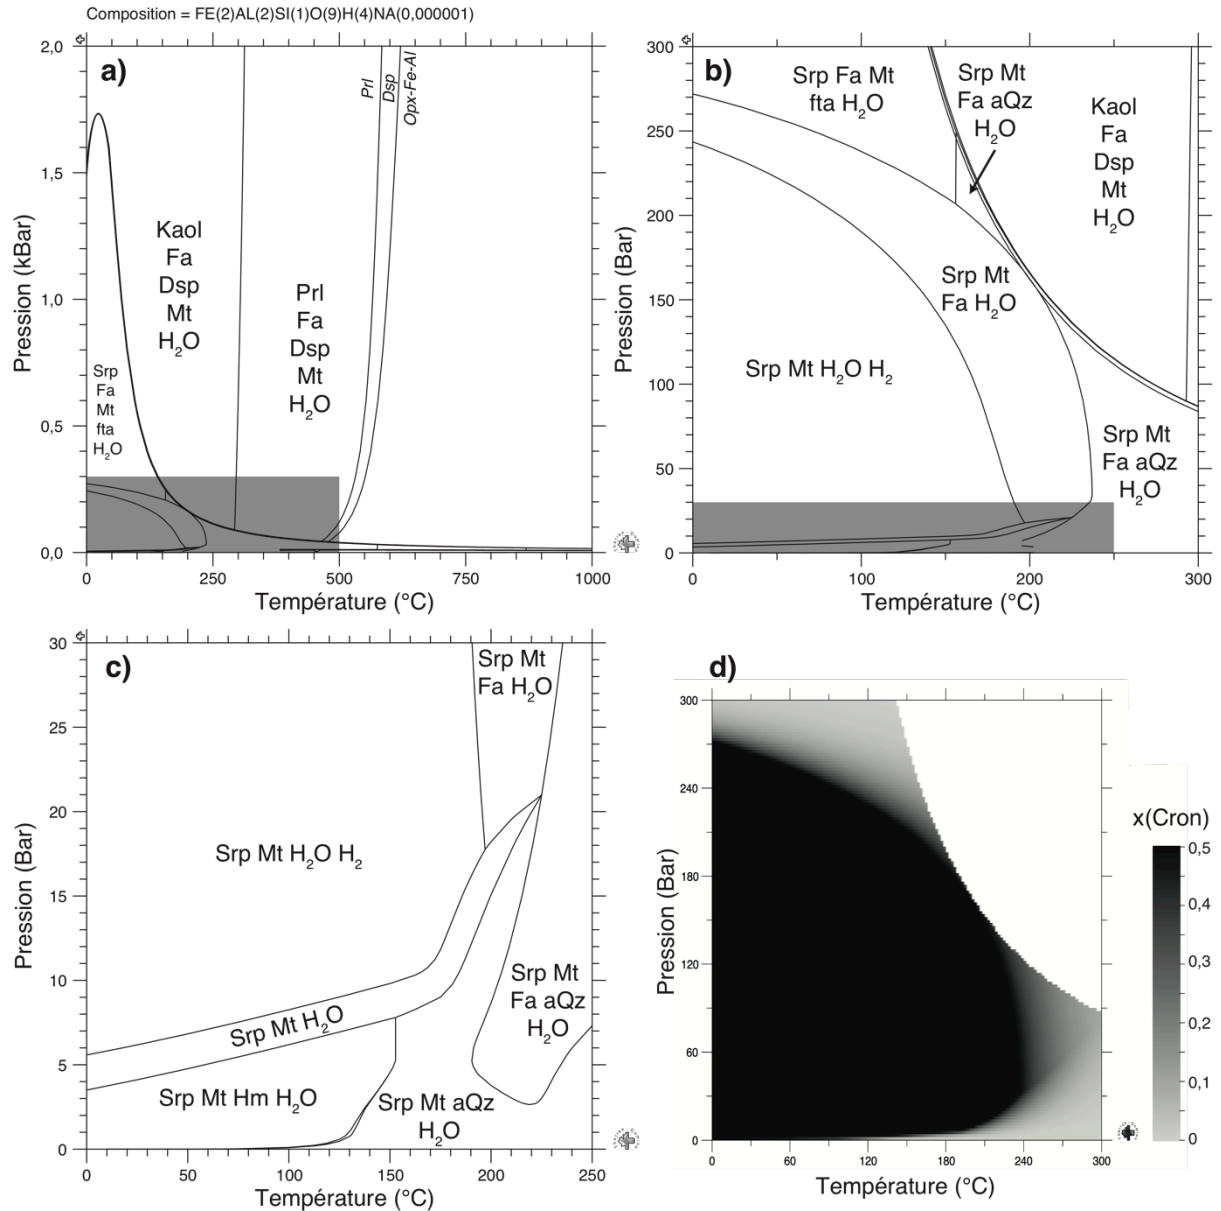 Composition = FE(2)AL(2)SI(1)O(9)H(4)NA(0,000001)
a)
2,0
1,5
1,0
0,5
0,0
Pression (kBar)
Kaol
Fa
Dsp
Mt
H2O
Prl
Fa
Dsp
Mt
H2O
Srp
Fa
Mt
fta
H2O
Prl
Dsp
Opx-Fe-Al
0
250
500
750
1000
Température (°C)
b)
300
250
200
150
100
50
0
Pression (Bar)
Srp Fa Mt
fta H2O
Srp Mt
Fa aQz
H2O
Kaol
Fa
Dsp
Mt
H2O
Srp Mt
Fa H2O
Srp Mt H2O H2
Srp Mt
Fa aQz
H2O
0
100
200
300
Température (°C)
c)
30
25
20
15
10
5
0
Pression (Bar)
Srp Mt
Fa H2O
Srp Mt H2O H2
Srp Mt H2O
Srp Mt
Fa aQz
H2O
Srp Mt Hm H2O
Srp Mt aQz
H2O
0
50
100
150
200
250
Température (°C)
d)
300
240
180
120
60
0
Pression (Bar)
0
60
120
180
240
300
Température (°C)
x(Cron)
0,5
0,4
0,3
0,2
0,1
0